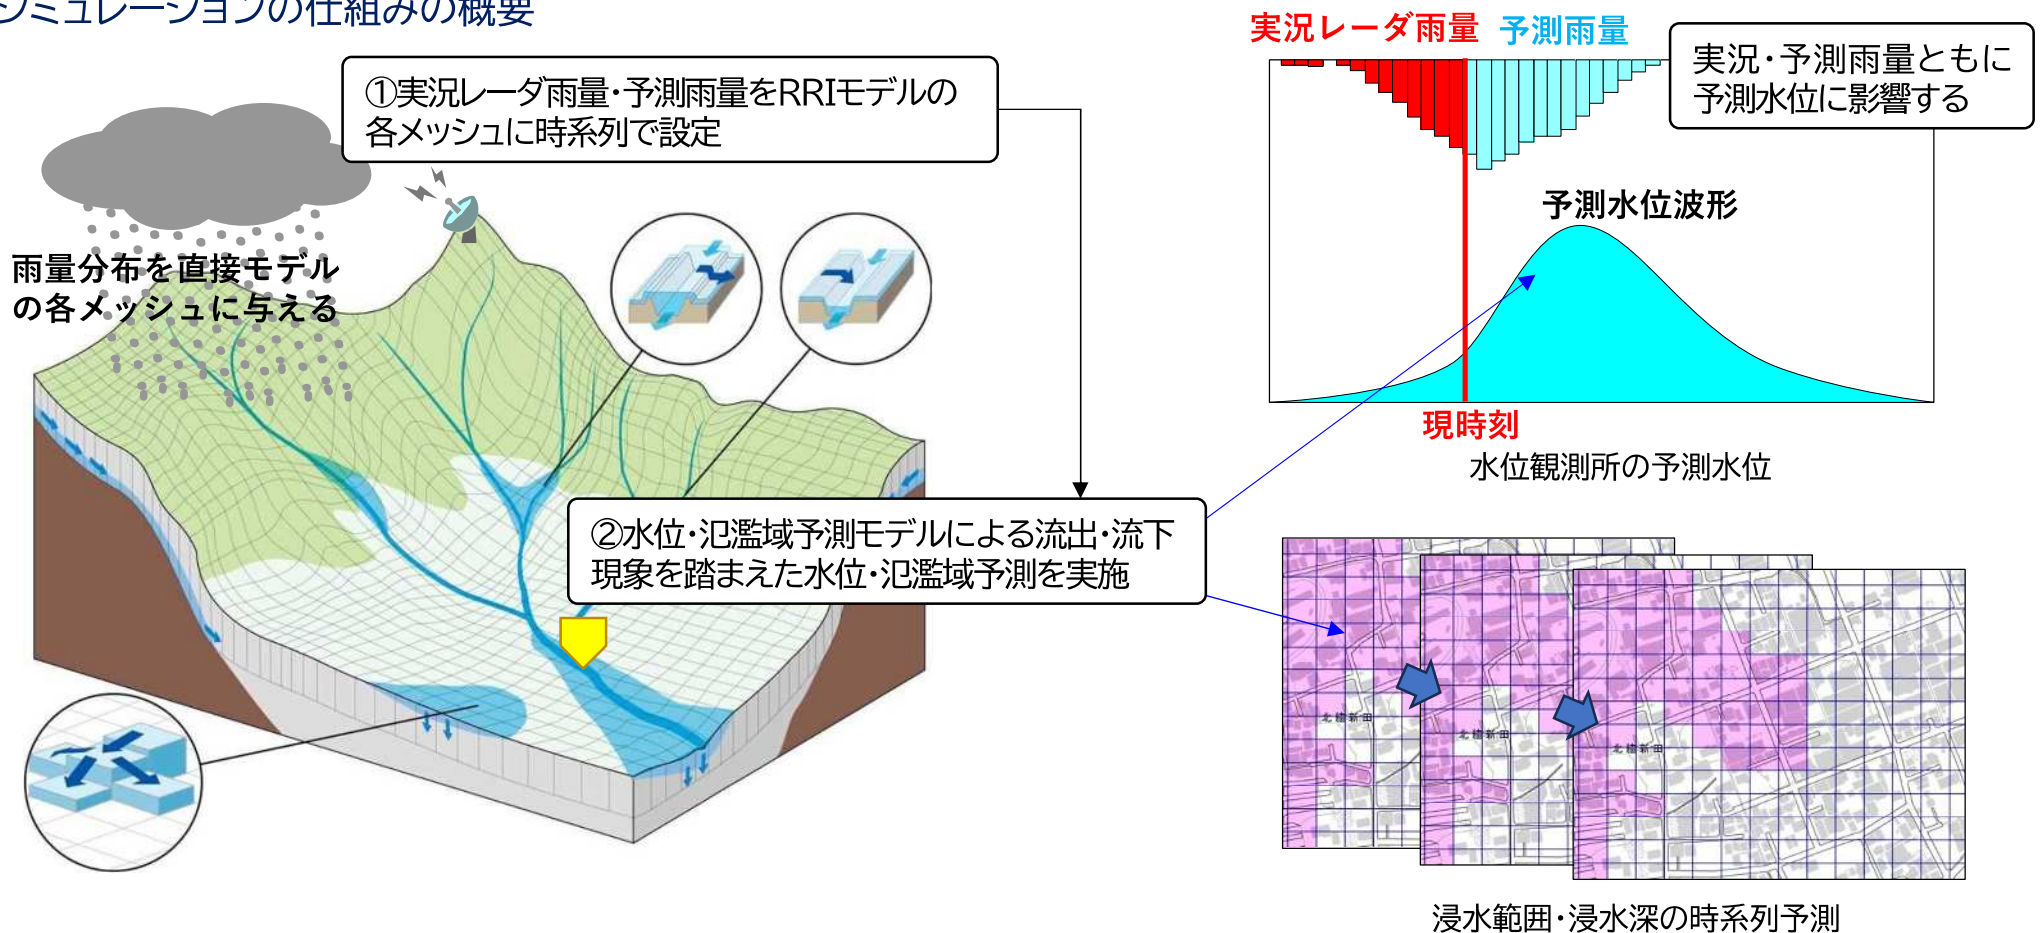 シミュレーションの仕組みの概要
①実況レーダ雨量・予測雨量をRRIモデルの
各メッシュに時系列で設定
雨量分布を直接モデル
の各メッシュに与える
②水位・氾濫域予測モデルによる流出・流下
現象を踏まえた水位・氾濫域予測を実施
実況レーダ雨量 予測雨量
実況・予測雨量ともに
予測水位に影響する
予測水位波形
現時刻
水位観測所の予測水位
浸水範囲・浸水深の時系列予測